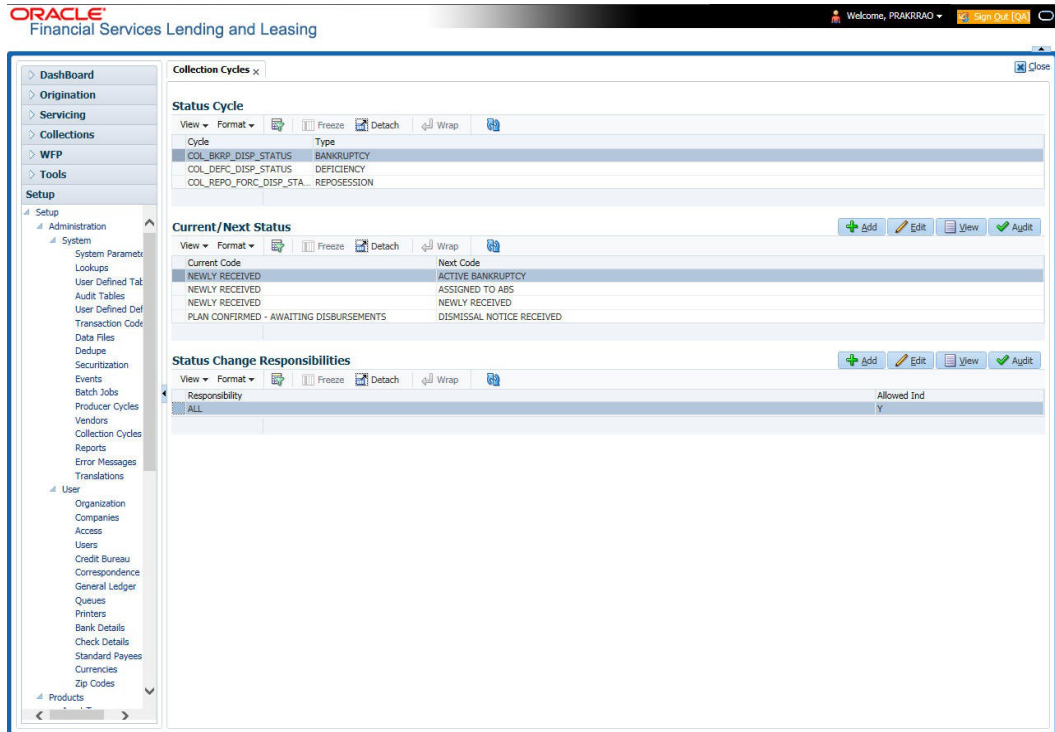 ORACLE
Financial Services Lending and Leasing
Welcome, PRAKRRAO
Sign Out [QA]
Close
DashBoard
Origination
Servicing
Collections
WFP
Tools
Setup
Setup
Administration
System
System Paramete
Lookups
User Defined Tab
Audit Tables
User Defined Def
Transaction Code
Data Files
Dedupe
Securitization
Events
Batch Jobs
Producer Cycles
Vendors
Collection Cycles
Reports
Error Messages
Translations
User
Organization
Companies
Access
Users
Credit Bureau
Correspondence
General Ledger
Queues
Printers
Bank Details
Check Details
Standard Payees
Currencies
Zip Codes
Products
Collection Cycles x
Status Cycle
View Format Freeze Detach Wrap
Cycle Type
COL_BKRP_DISP_STATUS BANKRUPTCY
COL_DEFC_DISP_STATUS DEFICIENCY
COL_REPO_FORC_DISP_STA... REPOSESSION
Current/Next Status
Add Edit View Audit
View Format Freeze Detach Wrap
Current Code Next Code
NEWLY RECEIVED ACTIVE BANKRUPTCY
NEWLY RECEIVED ASSIGNED TO ABS
NEWLY RECEIVED NEWLY RECEIVED
PLAN CONFIRMED - AWAITING DISBURSEMENTS DISMISSAL NOTICE RECEIVED
Status Change Responsibilities
Add Edit View Audit
View Format Freeze Detach Wrap
Responsibility Allowed Ind
ALL Y